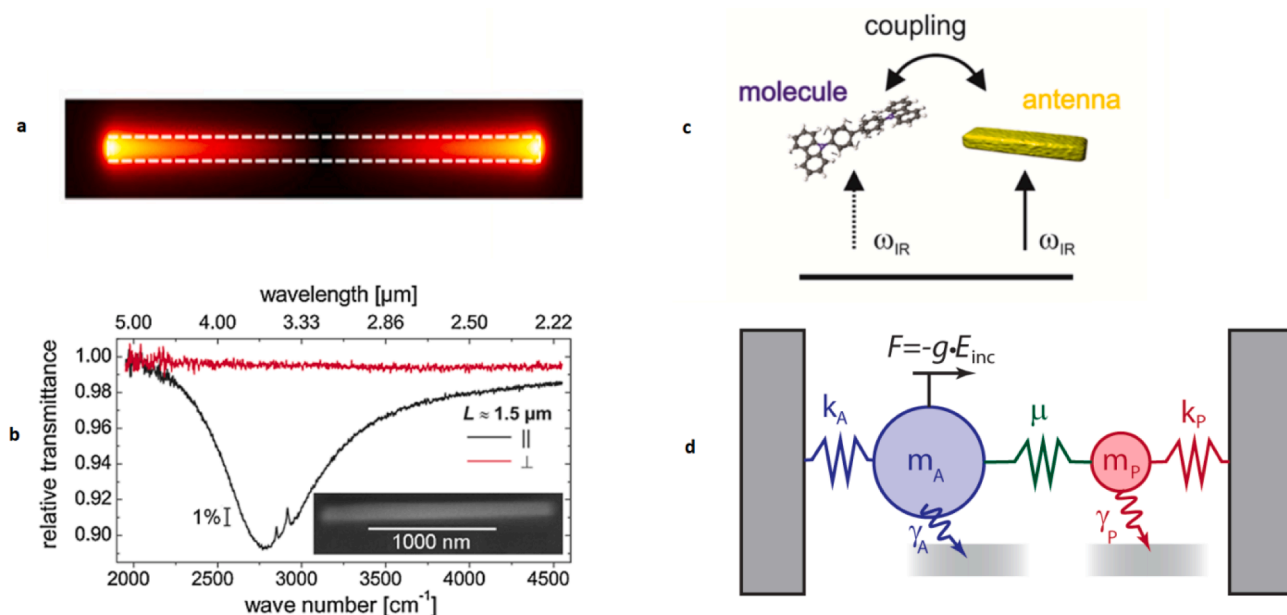 a
b
wavelength [µm]
5.00 4.00 3.33 2.86 2.50 2.22
relative transmittance
1.00
0.98
0.96
0.94
0.92
0.90
1%
L ≈ 1.5 µm
||
⊥
1000 nm
2000 2500 3000 3500 4000 4500
wave number [cm⁻¹]
c
coupling
molecule
antenna
ω_IR
ω_IR
d
F=-g•E_inc
k_A
m_A
γ_A
μ
m_P
γ_P
k_P